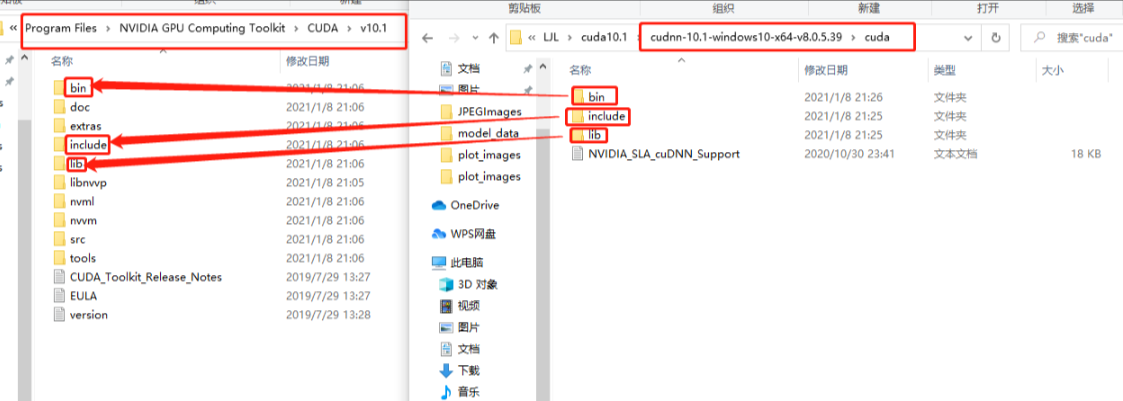 剪贴板 组织 新建
剪贴板 组织 新建 打开 选择
« Program Files › NVIDIA GPU Computing Toolkit › CUDA › v10.1
名称 修改日期
bin 2021/1/8 21:06
doc 2021/1/8 21:06
extras 2021/1/8 21:06
include 2021/1/8 21:06
lib 2021/1/8 21:06
libnvvp 2021/1/8 21:05
nvml 2021/1/8 21:06
nvvm 2021/1/8 21:06
src 2021/1/8 21:06
tools 2021/1/8 21:06
CUDA_Toolkit_Release_Notes 2019/7/29 13:27
EULA 2019/7/29 13:27
version 2019/7/29 13:28
« LJL › cuda10.1 › cudnn-10.1-windows10-x64-v8.0.5.39 › cuda
搜索"cuda"
文档
图片
JPEGImages
model_data
plot_images
plot_images
OneDrive
WPS网盘
此电脑
3D 对象
视频
图片
文档
下载
音乐
名称 修改日期 类型 大小
bin 2021/1/8 21:26 文件夹
include 2021/1/8 21:25 文件夹
lib 2021/1/8 21:25 文件夹
NVIDIA_SLA_cuDNN_Support 2020/10/30 23:41 文本文档 18 KB